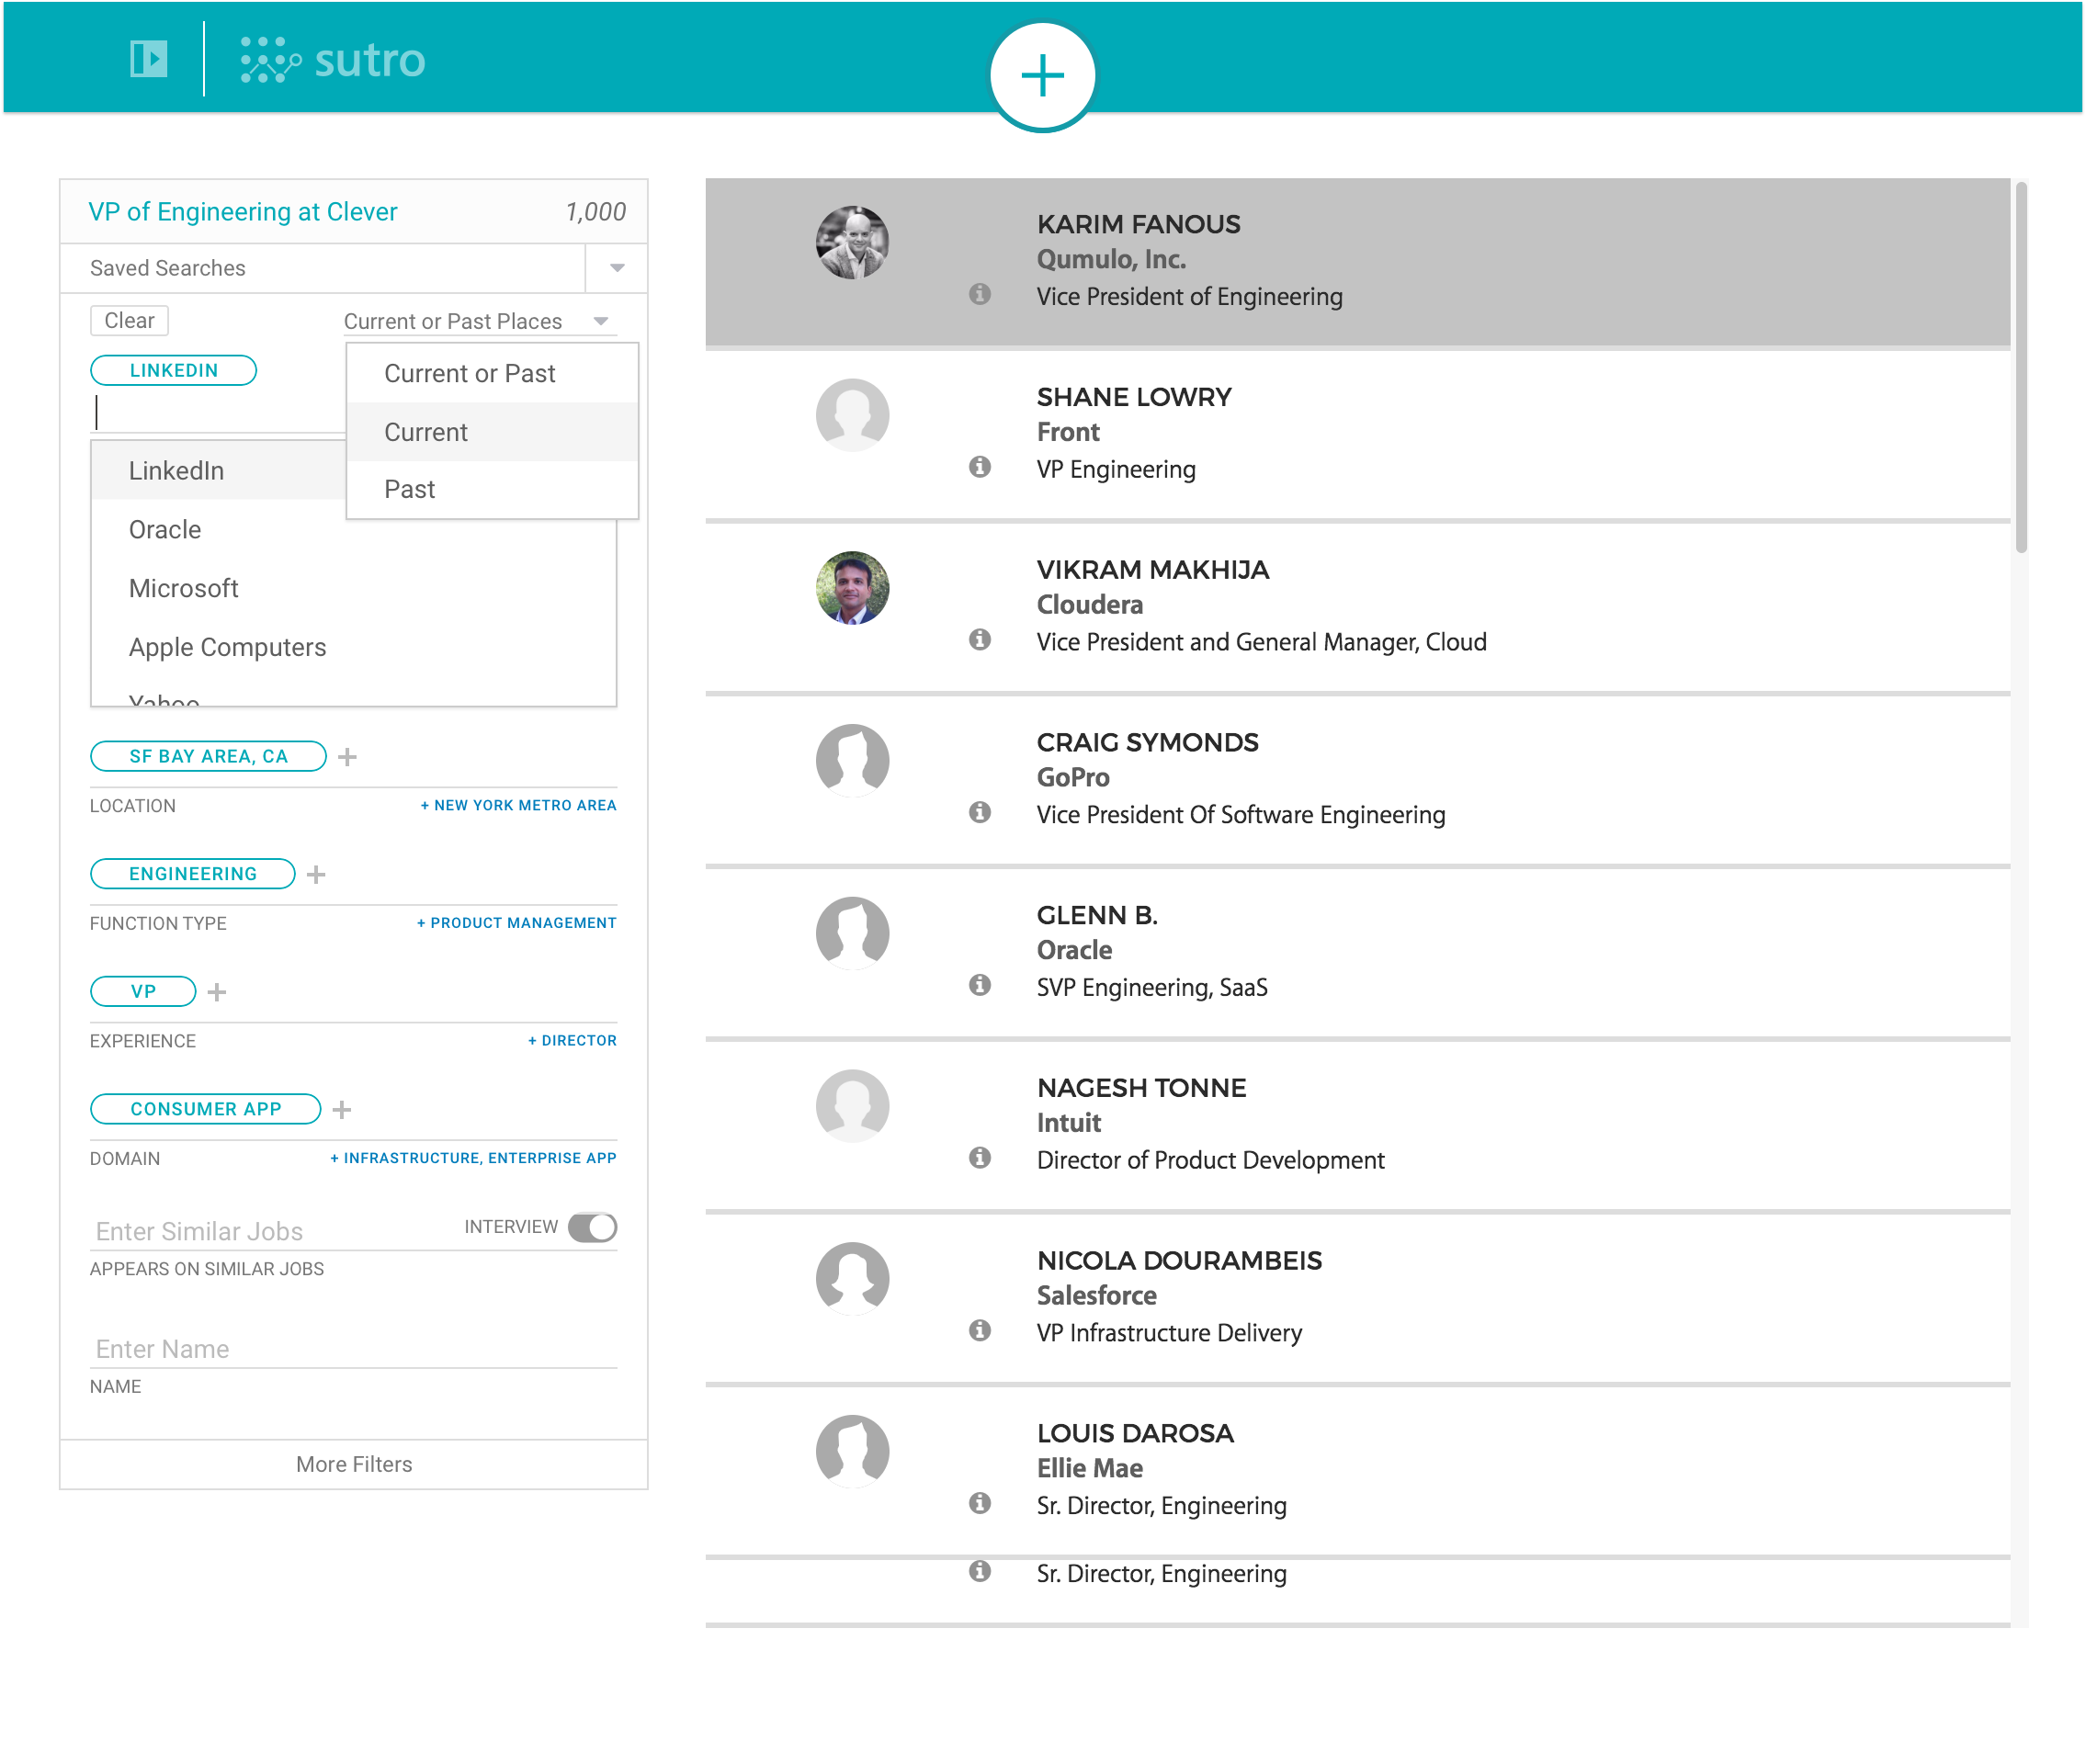 sutro
VP of Engineering at Clever 1,000
Saved Searches
Clear Current or Past Places
LINKEDIN
Current or Past
Current
Past
LinkedIn
Oracle
Microsoft
Apple Computers
Yahoo
SF BAY AREA, CA +
LOCATION + NEW YORK METRO AREA
ENGINEERING +
FUNCTION TYPE + PRODUCT MANAGEMENT
VP +
EXPERIENCE + DIRECTOR
CONSUMER APP +
DOMAIN + INFRASTRUCTURE, ENTERPRISE APP
Enter Similar Jobs INTERVIEW
APPEARS ON SIMILAR JOBS
Enter Name
NAME
More Filters
KARIM FANOUS
Qumulo, Inc.
Vice President of Engineering
SHANE LOWRY
Front
VP Engineering
VIKRAM MAKHIJA
Cloudera
Vice President and General Manager, Cloud
CRAIG SYMONDS
GoPro
Vice President Of Software Engineering
GLENN B.
Oracle
SVP Engineering, SaaS
NAGESH TONNE
Intuit
Director of Product Development
NICOLA DOURAMBEIS
Salesforce
VP Infrastructure Delivery
LOUIS DAROSA
Ellie Mae
Sr. Director, Engineering
Sr. Director, Engineering